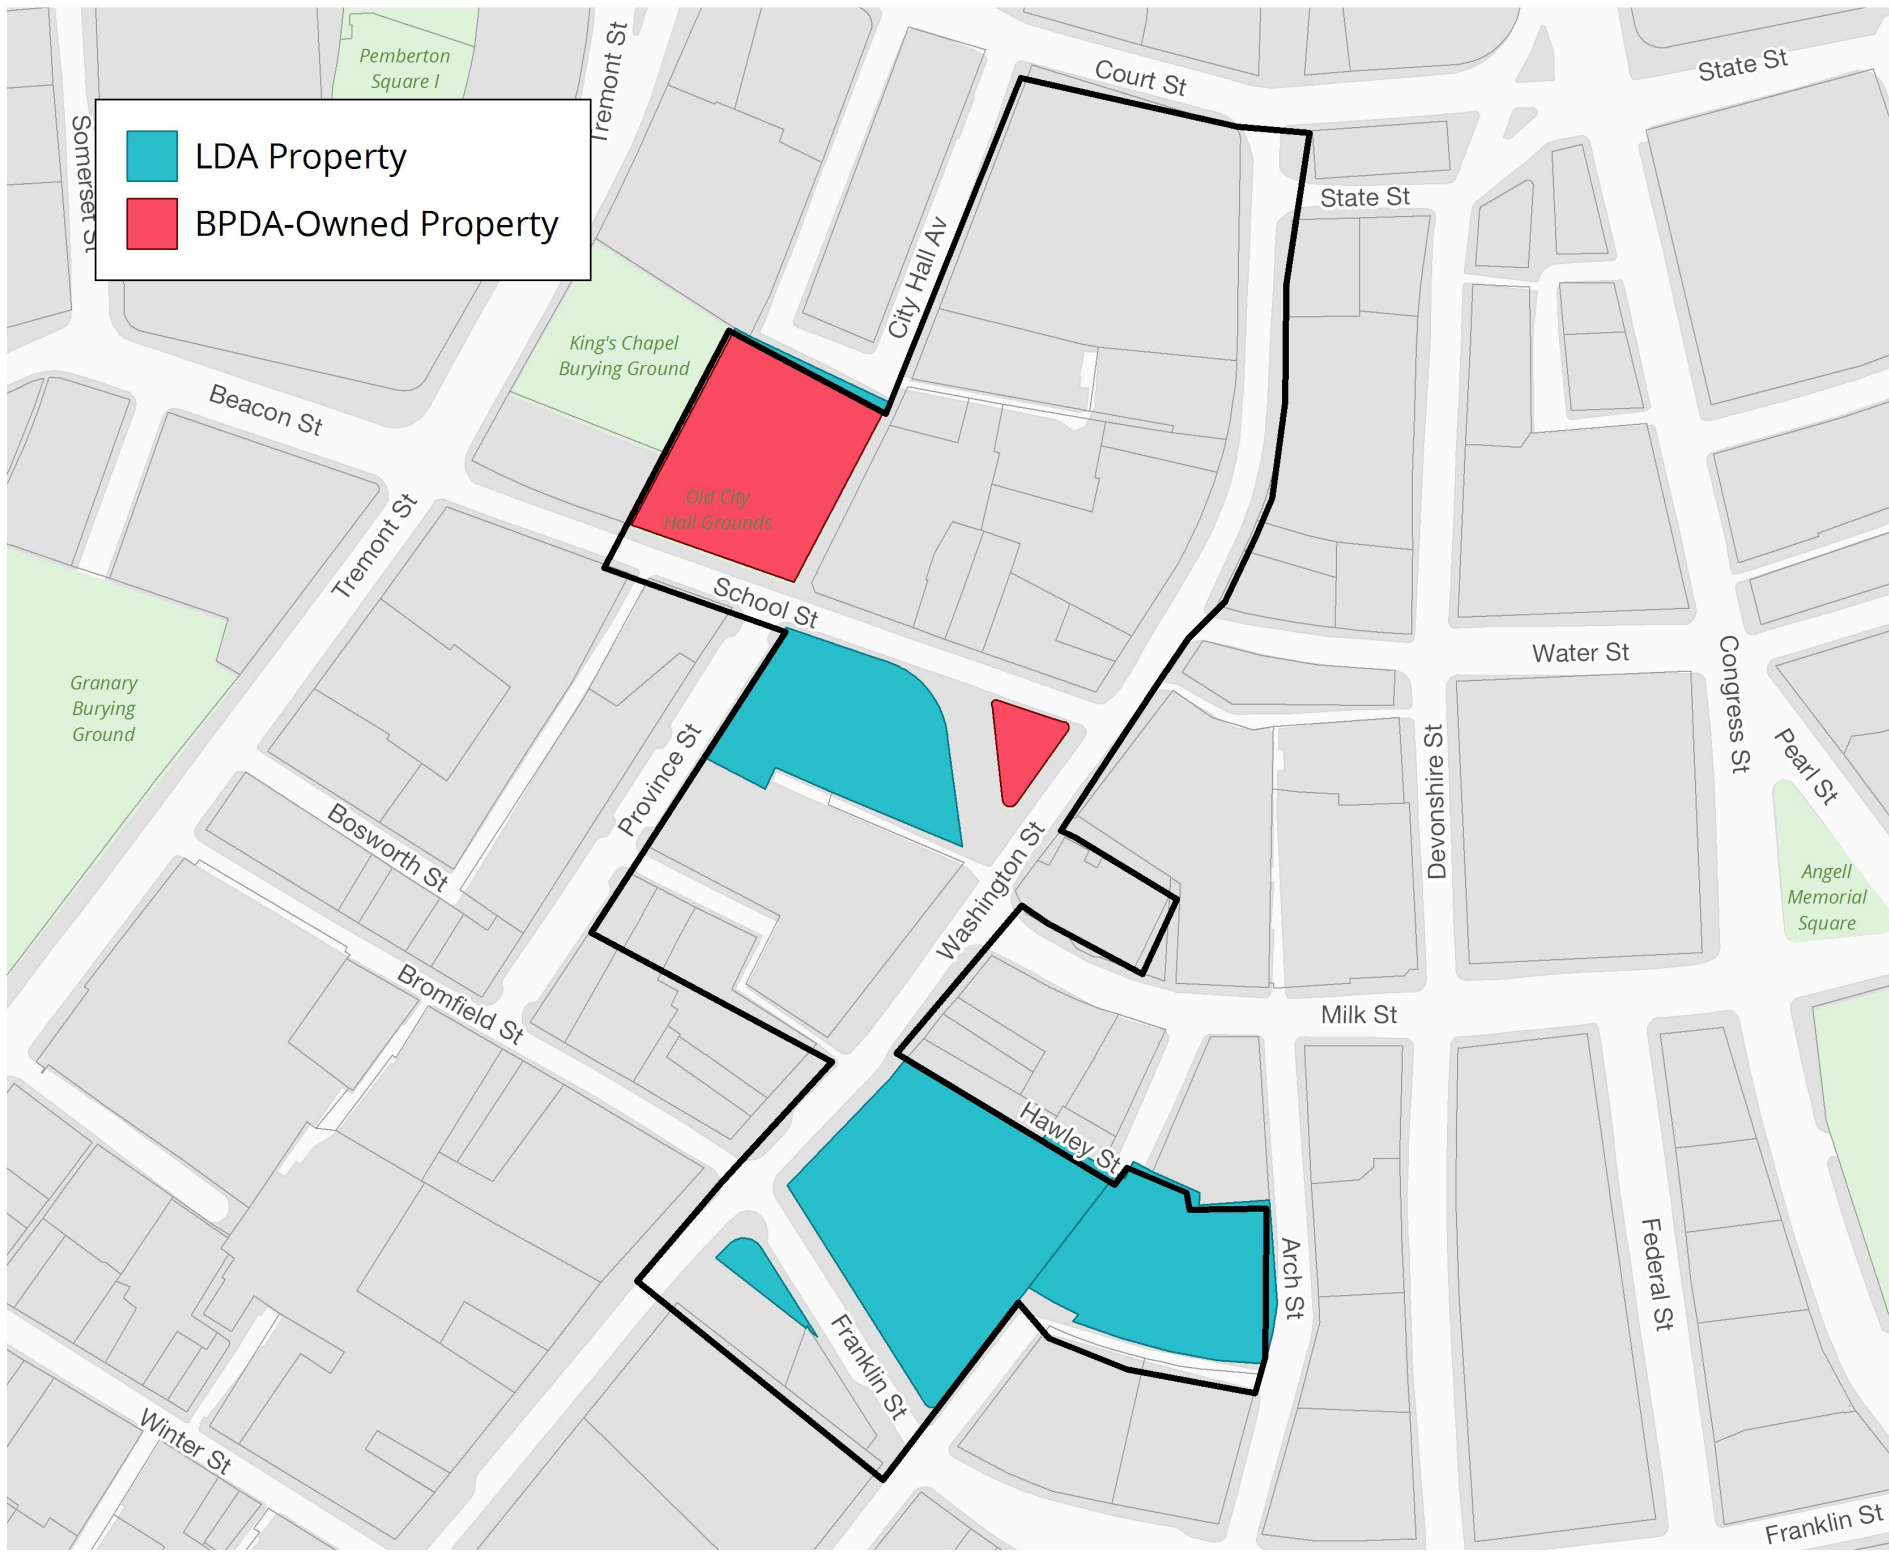 Pemberton
Square I
Tremont St
Court St
State St
Somerset St
LDA Property
BPDA-Owned Property
State St
City Hall Av
King's Chapel
Burying Ground
Beacon St
Old City
Hall Grounds
Tremont St
School St
Water St
Congress St
Granary
Burying
Ground
Province St
Devonshire St
Pearl St
Bosworth St
Washington St
Angell
Memorial
Square
Bromfield St
Milk St
Hawley St
Arch St
Federal St
Franklin St
Winter St
Franklin St